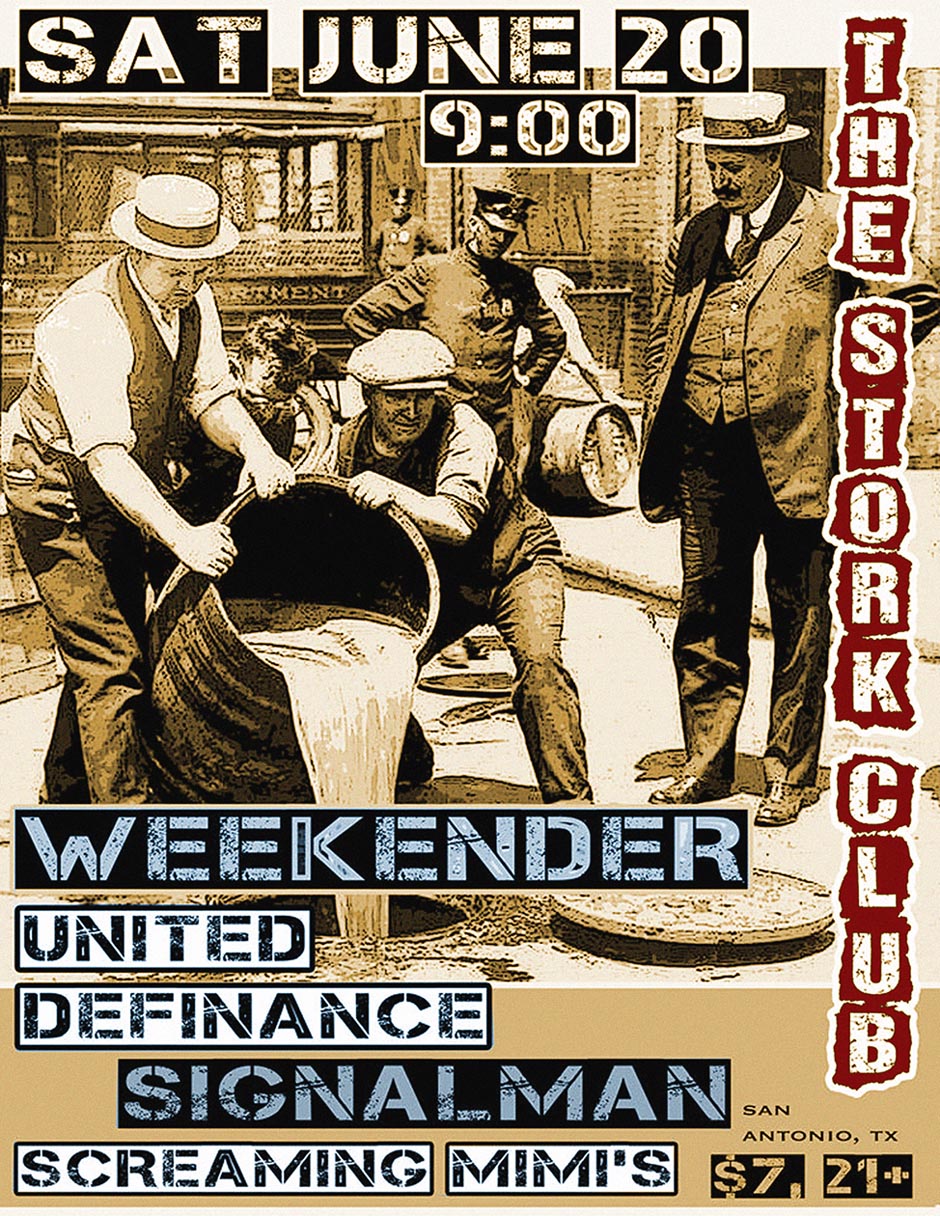 SAT JUNE 20
9:00
THE STORK CLUB
WEEKENDER
UNITED
DEFINANCE
SIGNALMAN
SAN
ANTONIO, TX
SCREAMING MIMI'S
$7, 21+